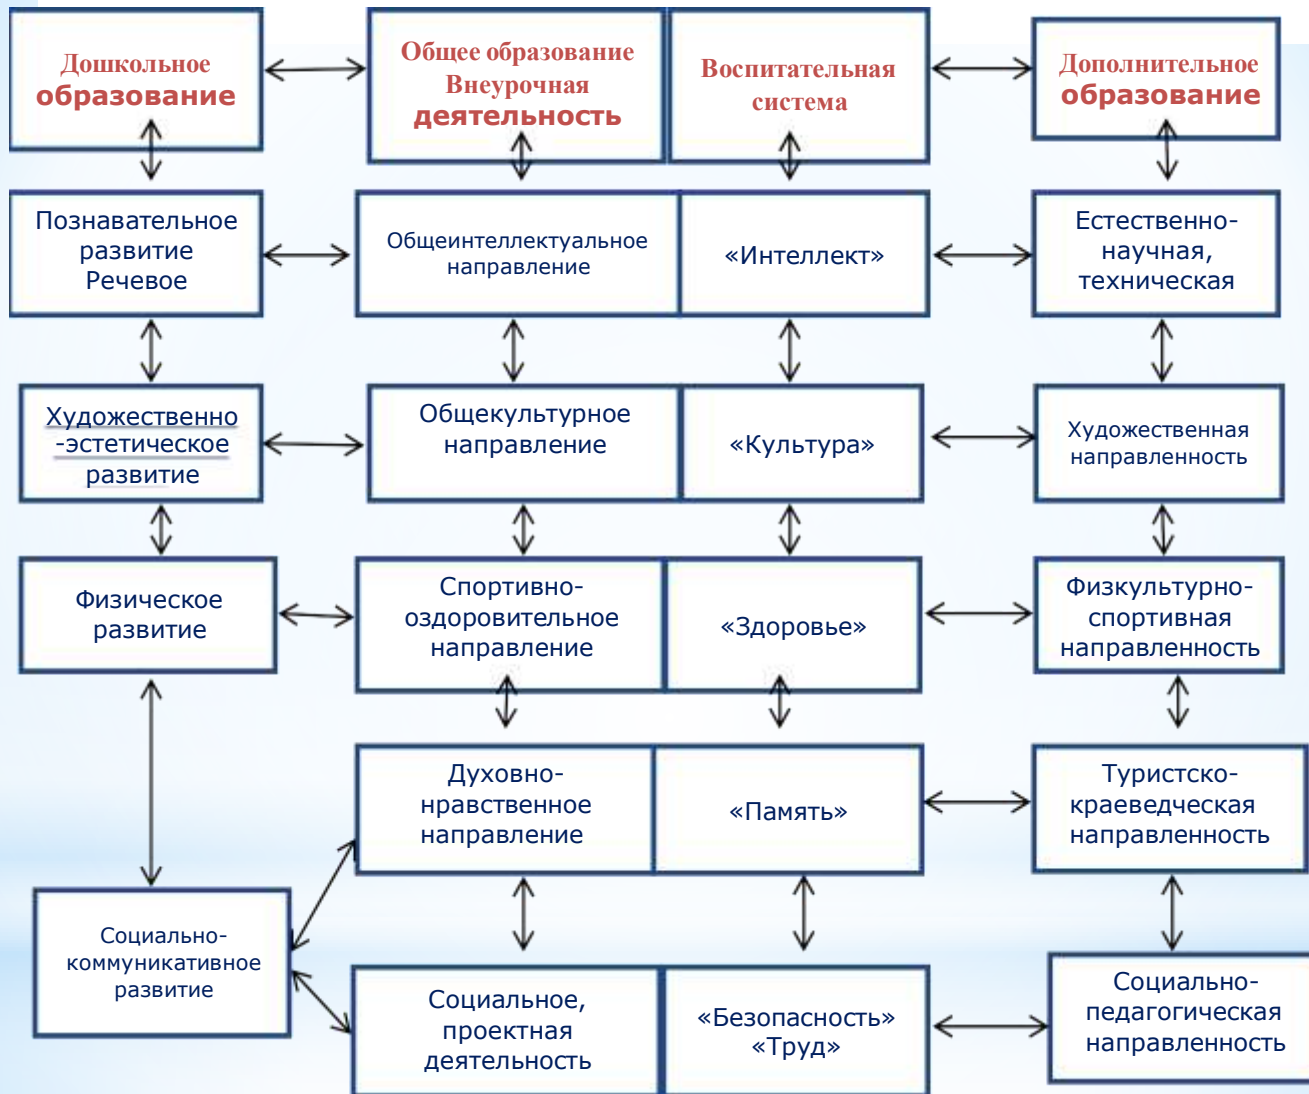 Дошкольное
образование
Общее образование
Внеурочная
деятельность
Воспитательная
система
Дополнительное
образование
Познавательное
развитие
Речевое
Общеинтеллектуальное
направление
«Интеллект»
Естественно-
научная,
техническая
Художественно
-эстетическое
развитие
Общекультурное
направление
«Культура»
Художественная
направленность
Физическое
развитие
Спортивно-
оздоровительное
направление
«Здоровье»
Физкультурно-
спортивная
направленность
Духовно-
нравственное
направление
«Память»
Туристско-
краеведческая
направленность
Социально-
коммуникативное
развитие
Социальное,
проектная
деятельность
«Безопасность»
«Труд»
Социально-
педагогическая
направленность